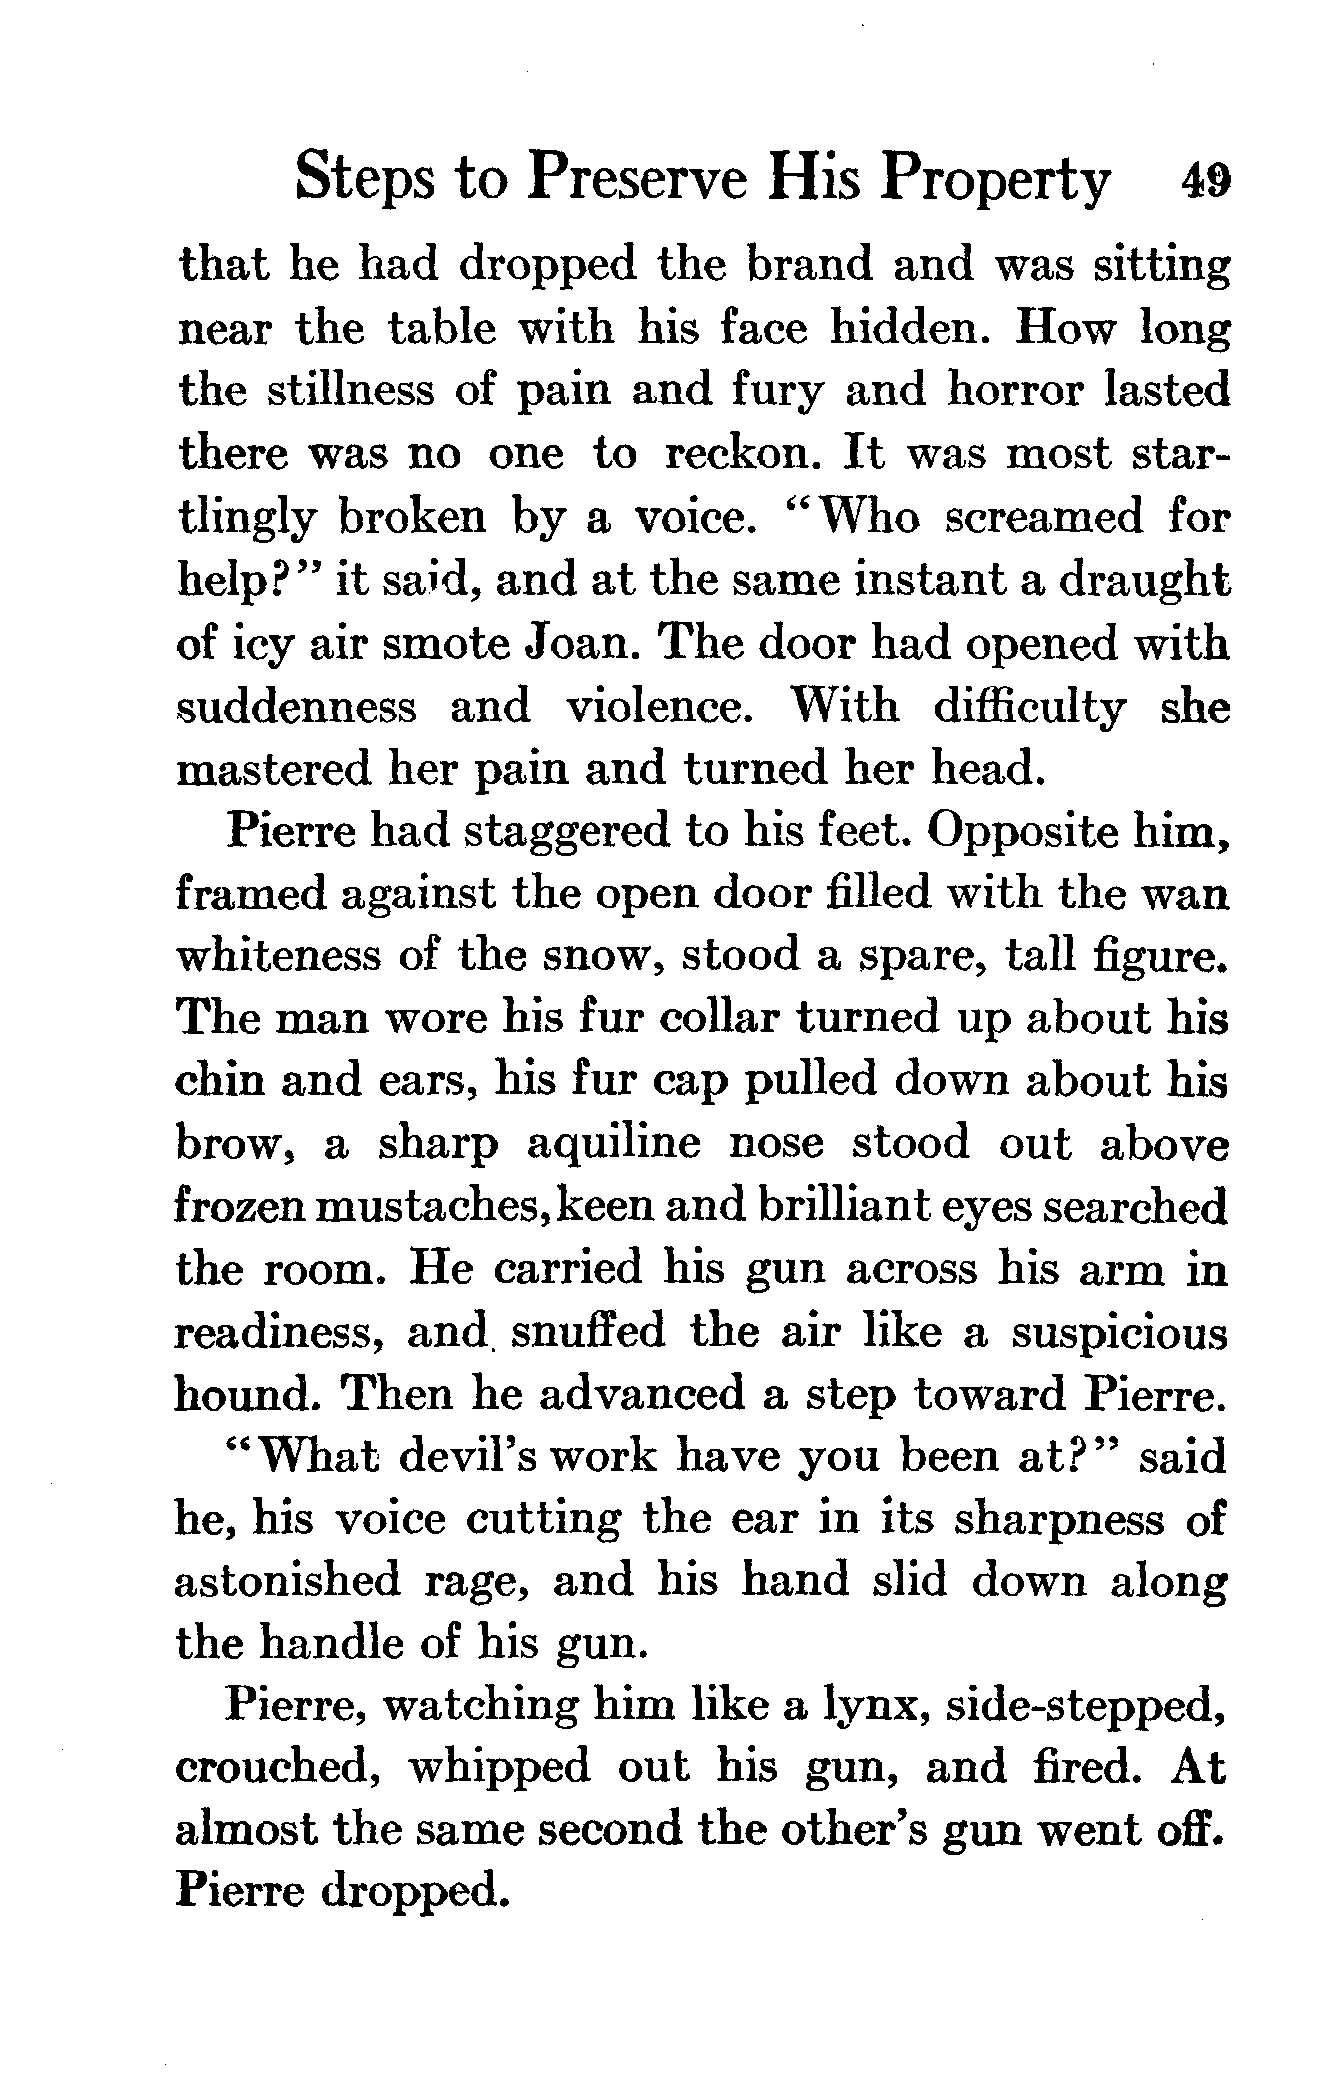 Steps to Preserve His Property 49
that he had dropped the brand and was sitting
near the table with his face hidden. How long
the stillness of pain and fury and horror lasted
there was no one to reckon. It was most star-
tlingly broken by a voice. “Who screamed for
help?” it said, and at the same instant a draught
of icy air smote Joan. The door had opened with
suddenness and violence. With difficulty she
mastered her pain and turned her head.
Pierre had staggered to his feet. Opposite him,
framed against the open door filled with the wan
whiteness of the snow, stood a spare, tall figure.
The man wore his fur collar turned up about his
chin and ears, his fur cap pulled down about his
brow, a sharp aquiline nose stood out above
frozen mustaches, keen and brilliant eyes searched
the room. He carried his gun across his arm in
readiness, and snuffed the air like a suspicious
hound. Then he advanced a step toward Pierre.
“What devil’s work have you been at?” said
he, his voice cutting the ear in its sharpness of
astonished rage, and his hand slid down along
the handle of his gun.
Pierre, watching him like a lynx, side-stepped,
crouched, whipped out his gun, and fired. At
almost the same second the other’s gun went off.
Pierre dropped.